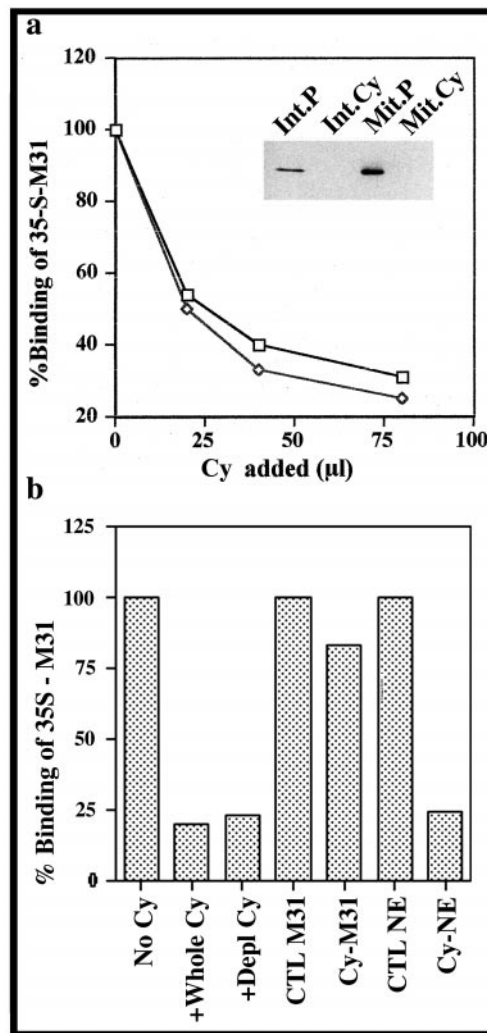 a
120
100
80
60
40
20
%Binding of 35-S-M31
Int.P
Int.Cy
Mit.P
Mit.Cy
0
25
50
75
100
Cy added (µl)
b
125
100
75
50
25
0
% Binding of 35S - M31
No Cy
+Whole Cy
+Depl Cy
CTL M31
Cy-M31
CTL NE
Cy-NE